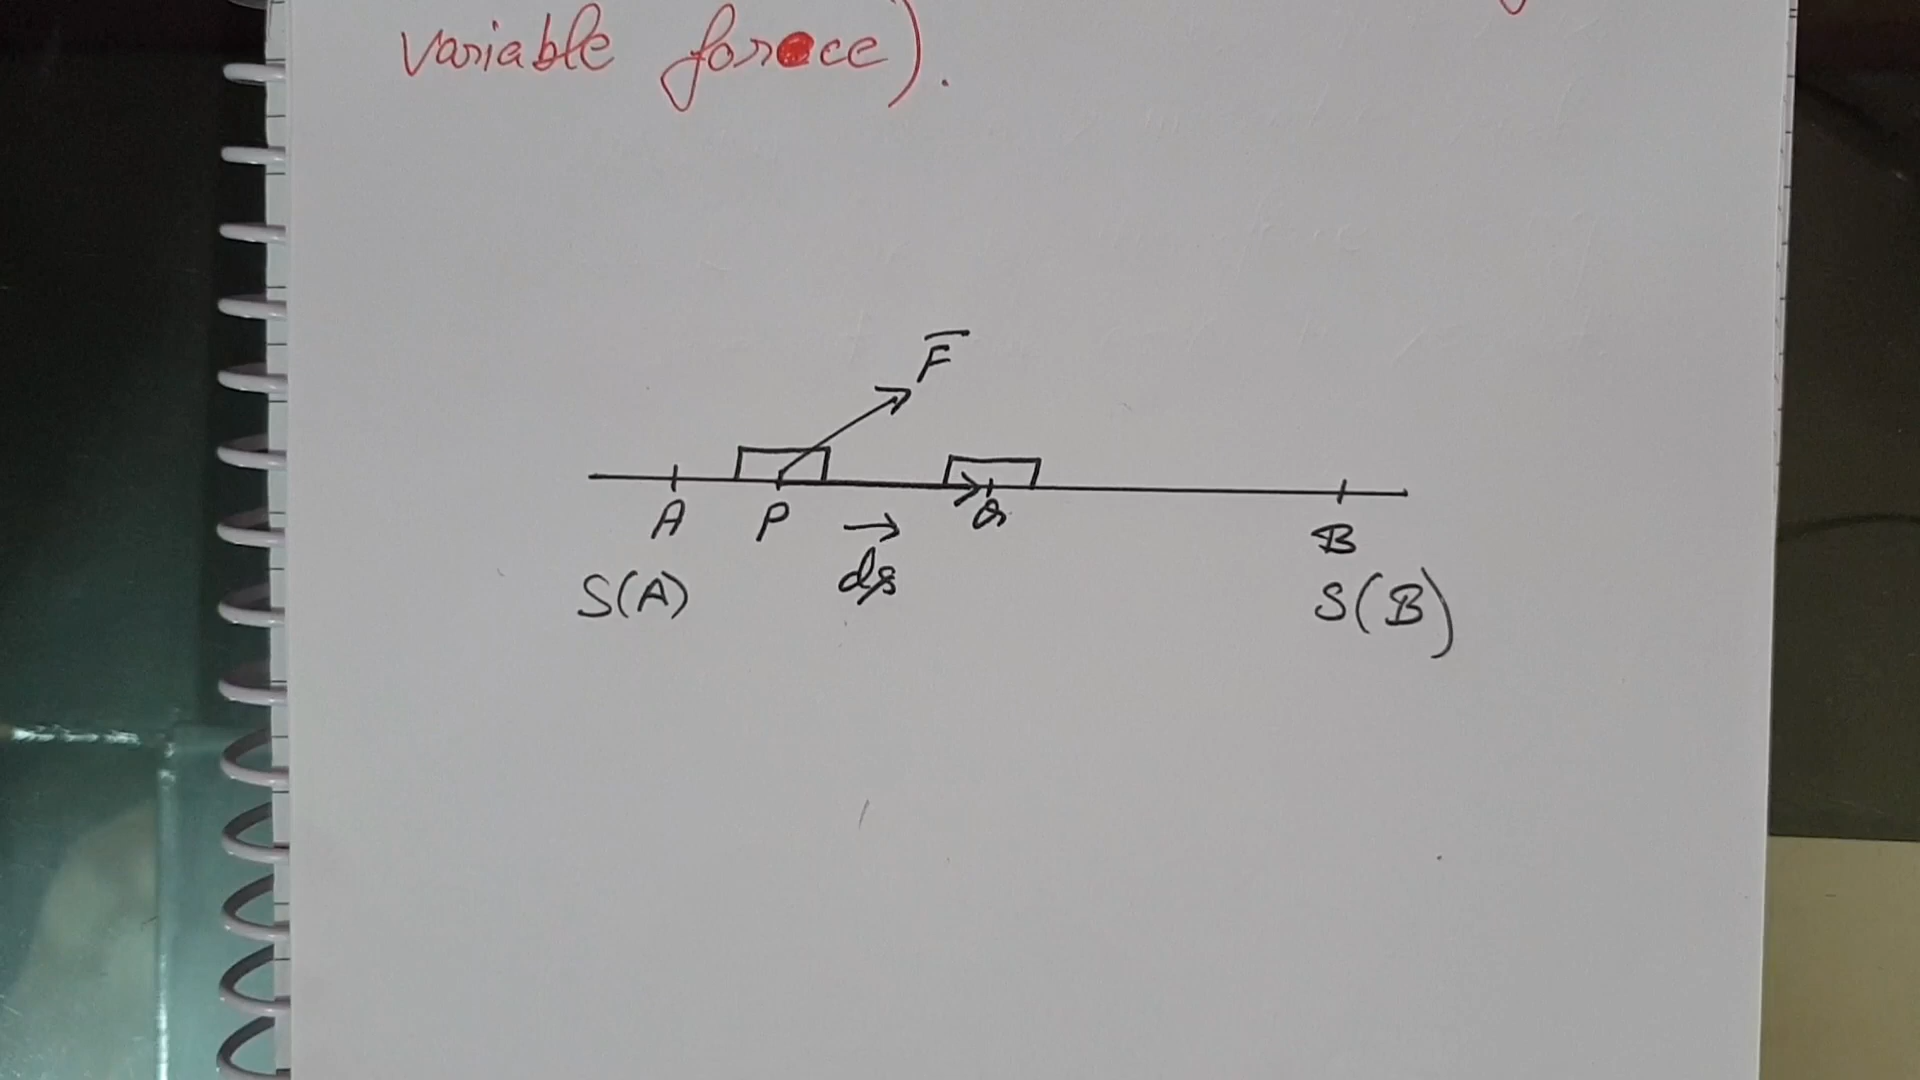 variable force).
F
A P Q B
ds
S(A) S(B)